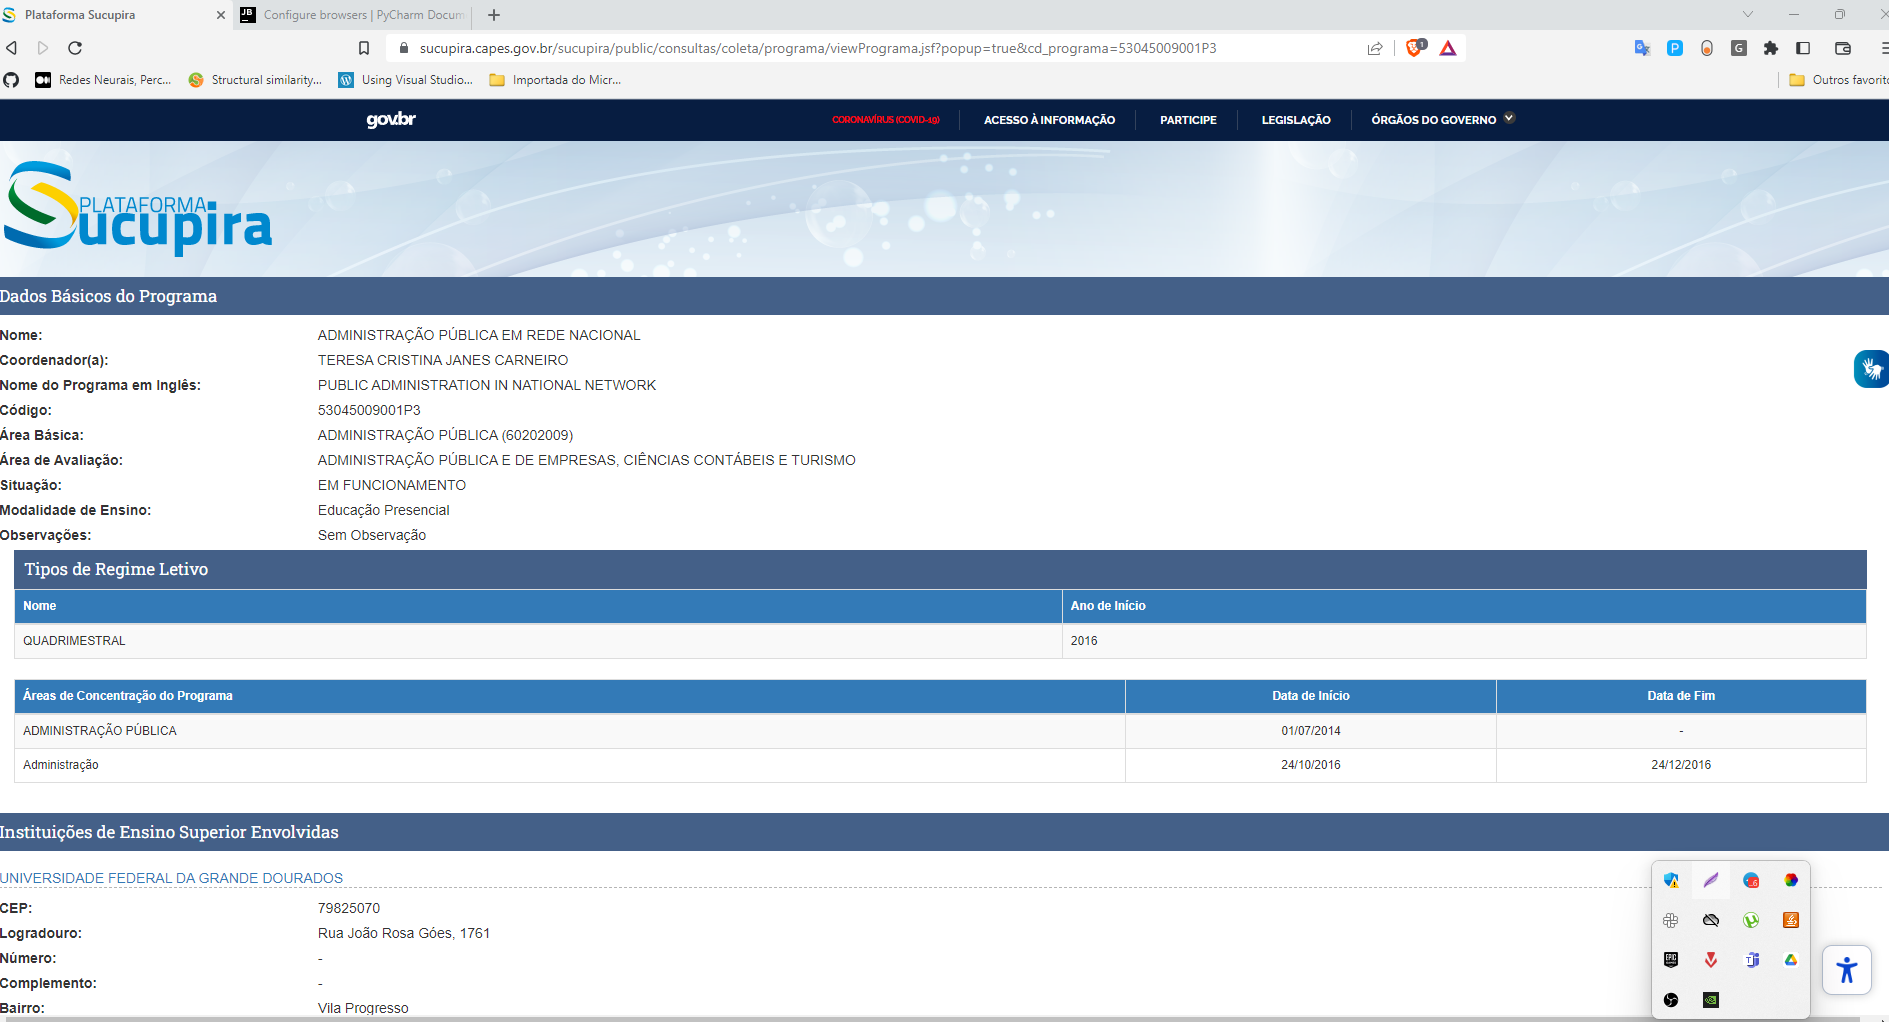 Plataforma Sucupira
Configure browsers | PyCharm Docum
sucupira.capes.gov.br/sucupira/public/consultas/coleta/programa/viewPrograma.jsf?popup=true&cd_programa=53045009001P3
Redes Neurais, Perc... Structural similarity... Using Visual Studio... Importada do Micr... Outros favorito
gov.br CORONAVÍRUS (COVID-19) ACESSO À INFORMAÇÃO PARTICIPE LEGISLAÇÃO ÓRGÃOS DO GOVERNO
PLATAFORMA
Sucupira
Dados Básicos do Programa
Nome: ADMINISTRAÇÃO PÚBLICA EM REDE NACIONAL
Coordenador(a): TERESA CRISTINA JANES CARNEIRO
Nome do Programa em Inglês: PUBLIC ADMINISTRATION IN NATIONAL NETWORK
Código: 53045009001P3
Área Básica: ADMINISTRAÇÃO PÚBLICA (60202009)
Área de Avaliação: ADMINISTRAÇÃO PÚBLICA E DE EMPRESAS, CIÊNCIAS CONTÁBEIS E TURISMO
Situação: EM FUNCIONAMENTO
Modalidade de Ensino: Educação Presencial
Observações: Sem Observação
Tipos de Regime Letivo
Nome Ano de Início
QUADRIMESTRAL 2016
Áreas de Concentração do Programa Data de Início Data de Fim
ADMINISTRAÇÃO PÚBLICA 01/07/2014 -
Administração 24/10/2016 24/12/2016
Instituições de Ensino Superior Envolvidas
UNIVERSIDADE FEDERAL DA GRANDE DOURADOS
CEP: 79825070
Logradouro: Rua João Rosa Góes, 1761
Número: -
Complemento: -
Bairro: Vila Progresso